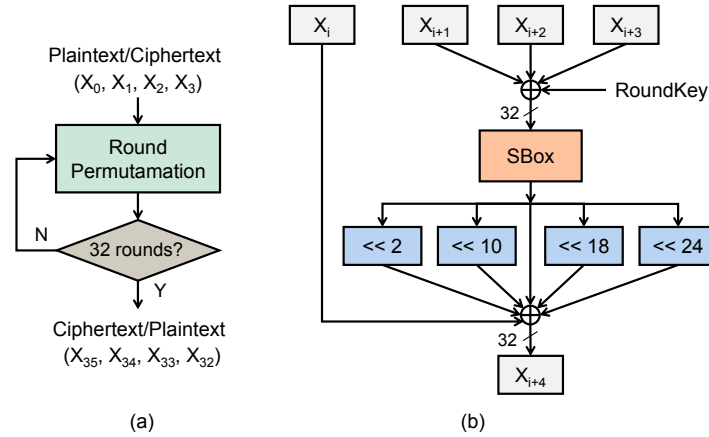 Plaintext/Ciphertext
(X₀, X₁, X₂, X₃)
Round
Permutamation
N
32 rounds?
Y
Ciphertext/Plaintext
(X₃₅, X₃₄, X₃₃, X₃₂)
(a)
Xᵢ
Xᵢ₊₁
Xᵢ₊₂
Xᵢ₊₃
RoundKey
32
SBox
<< 2
<< 10
<< 18
<< 24
32
Xᵢ₊₄
(b)